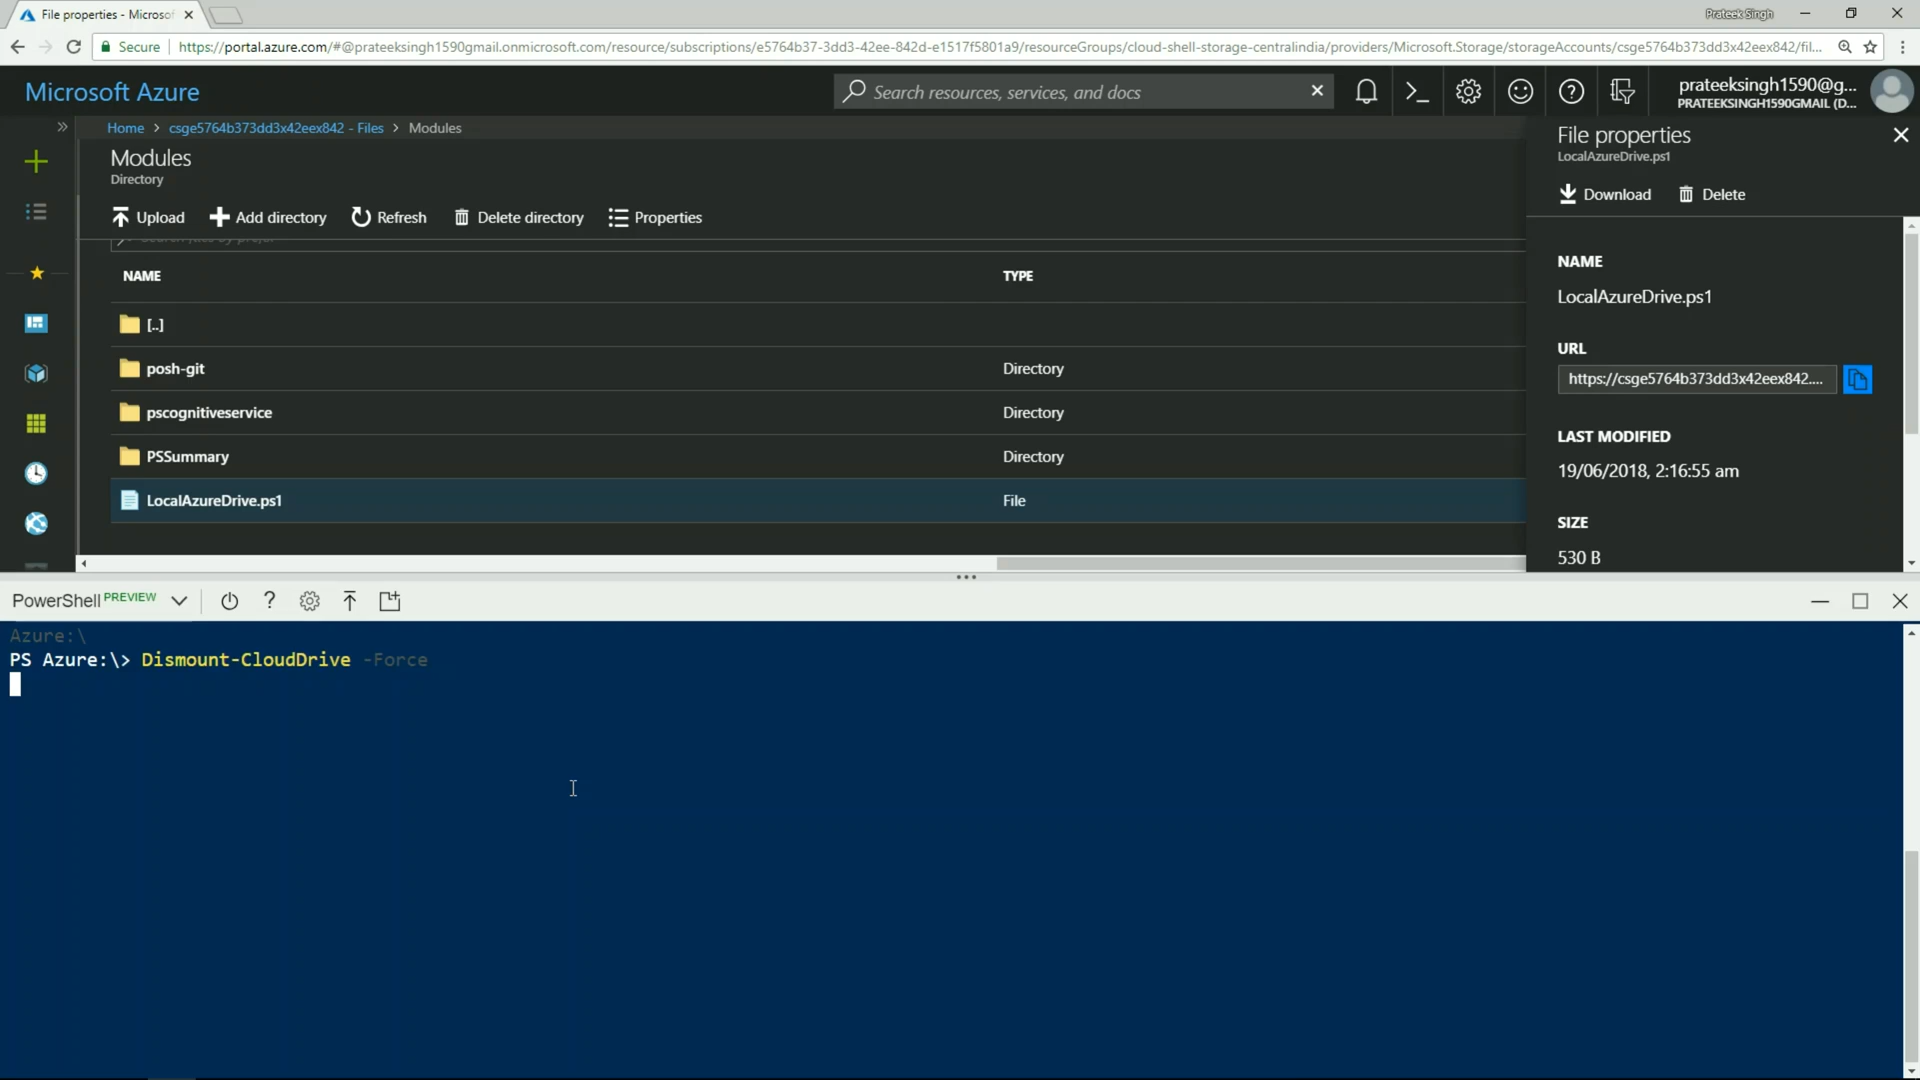 File properties - Microsof
Prateek Singh
Secure
https://portal.azure.com/#@prateeksingh1590gmail.onmicrosoft.com/resource/subscriptions/e5764b37-3dd3-42ee-842d-e1517f5801a9/resourceGroups/cloud-shell-storage-centralindia/providers/Microsoft.Storage/storageAccounts/csge5764b373dd3x42eex842/fil...
Microsoft Azure
Search resources, services, and docs
prateeksingh1590@g...
PRATEEKSINGH1590GMAIL (D...
Home > csge5764b373dd3x42eex842 - Files > Modules
Modules
Directory
Upload
Add directory
Refresh
Delete directory
Properties
NAME TYPE
[..]
posh-git Directory
pscognitiveservice Directory
PSSummary Directory
LocalAzureDrive.ps1 File
File properties
LocalAzureDrive.ps1
Download
Delete
NAME
LocalAzureDrive.ps1
URL
https://csge5764b373dd3x42eex842....
LAST MODIFIED
19/06/2018, 2:16:55 am
SIZE
530 B
PowerShell PREVIEW
Azure:\
PS Azure:\> Dismount-CloudDrive -Force